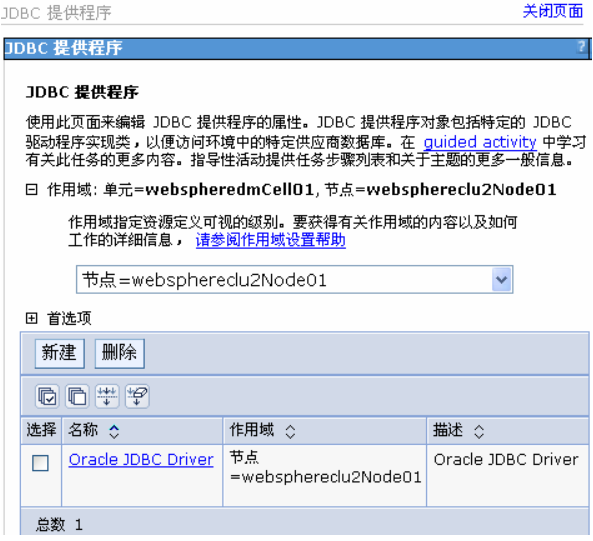 JDBC 提供程序
关闭页面
JDBC 提供程序
?
JDBC 提供程序
使用此页面来编辑 JDBC 提供程序的属性。JDBC 提供程序对象包括特定的 JDBC
驱动程序实现类，以便访问环境中的特定供应商数据库。在 guided activity 中学习
有关此任务的更多内容。指导性活动提供任务步骤列表和关于主题的更多一般信息。
作用域: 单元=webspheredmCell01, 节点=websphereclu2Node01
作用域指定资源定义可视的级别。要获得有关作用域的内容以及如何
工作的详细信息， 请参阅作用域设置帮助
节点=websphereclu2Node01
首选项
新建 删除
选择 名称 作用域 描述
Oracle JDBC Driver 节点 Oracle JDBC Driver
=websphereclu2Node01
总数 1